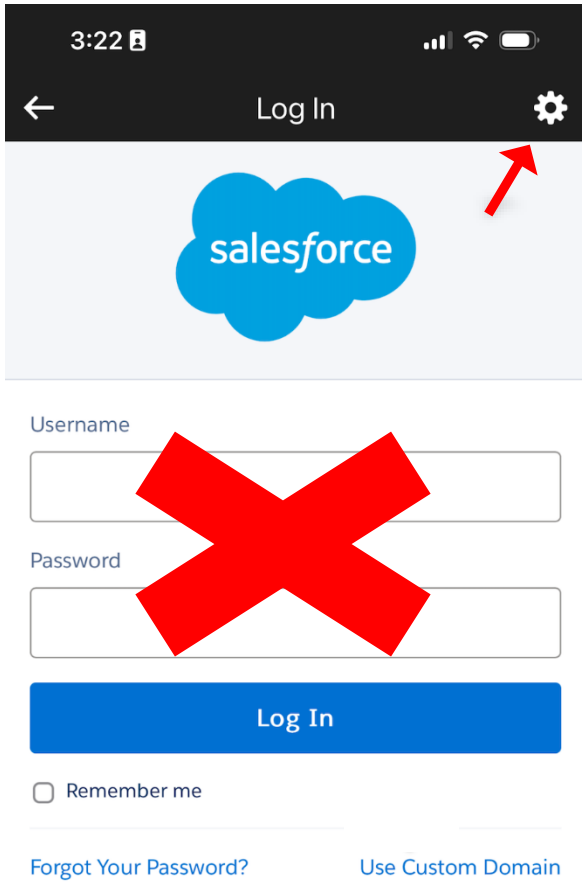 3:22
Log In
salesforce
Username
Password
Log In
Remember me
Forgot Your Password? Use Custom Domain